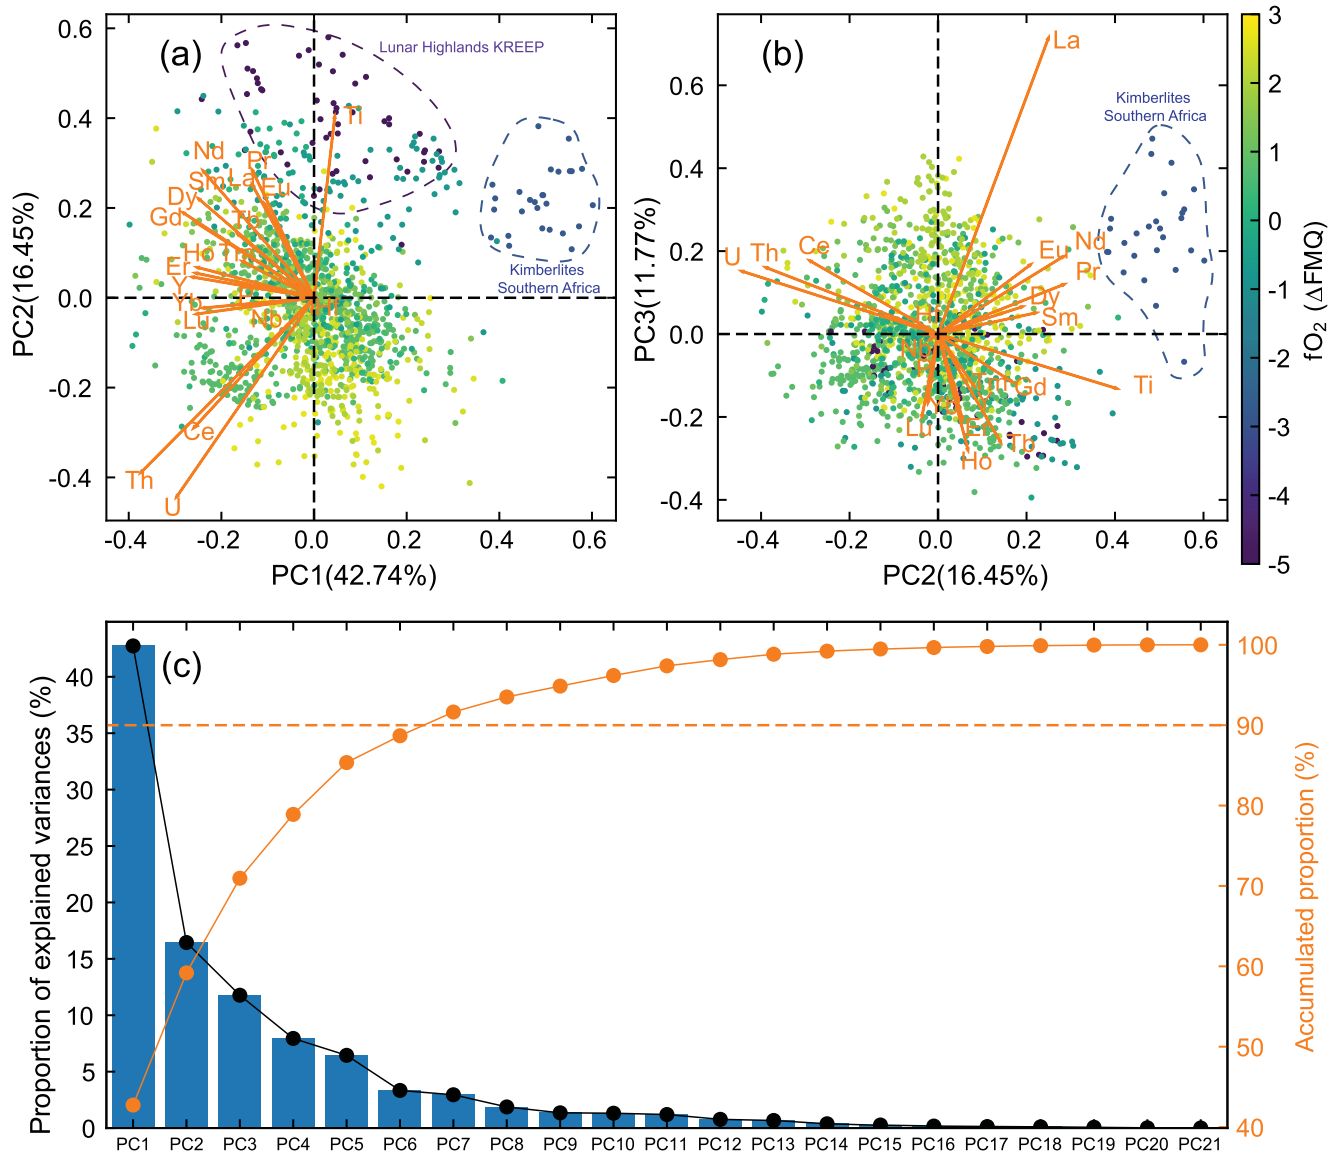 (a)
Lunar Highlands KREEP
Ti
Nd
Pr
Sm
La
Eu
Dy
Gd
Tb
Ho
Tm
Er
Y
Yb
Lu
Nb
Ce
Th
U
Kimberlites
Southern Africa
0.6
0.4
0.2
0.0
-0.2
-0.4
PC2(16.45%)
-0.4
-0.2
0.0
0.2
0.4
0.6
PC1(42.74%)
(b)
La
Kimberlites
Southern Africa
U
Th
Ce
Eu
Nd
Pr
Dy
Sm
Ti
Gd
Lu
Er
Tb
Ho
0.6
0.4
0.2
0.0
-0.2
-0.4
PC3(11.77%)
-0.4
-0.2
0.0
0.2
0.4
0.6
PC2(16.45%)
3
2
1
0
-1
-2
-3
-4
-5
fO2 (ΔFMQ)
(c)
40
35
30
25
20
15
10
5
0
Proportion of explained variances (%)
100
90
80
70
60
50
40
Accumulated proportion (%)
PC1 PC2 PC3 PC4 PC5 PC6 PC7 PC8 PC9 PC10 PC11 PC12 PC13 PC14 PC15 PC16 PC17 PC18 PC19 PC20 PC21